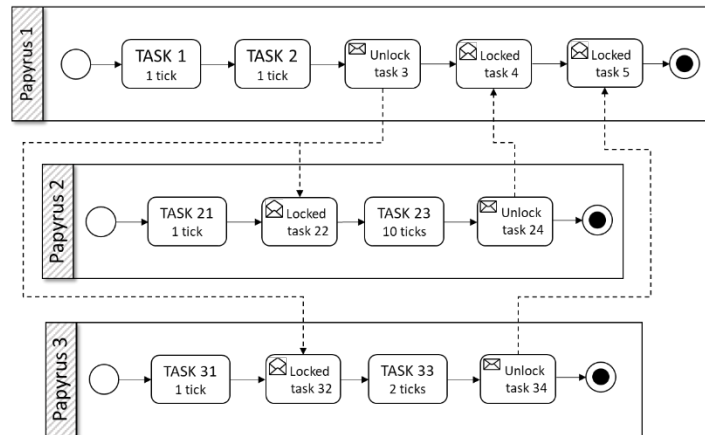 Papyrus 1
TASK 1
1 tick
TASK 2
1 tick
Unlock
task 3
Locked
task 4
Locked
task 5
Papyrus 2
TASK 21
1 tick
Locked
task 22
TASK 23
10 ticks
Unlock
task 24
Papyrus 3
TASK 31
1 tick
Locked
task 32
TASK 33
2 ticks
Unlock
task 34